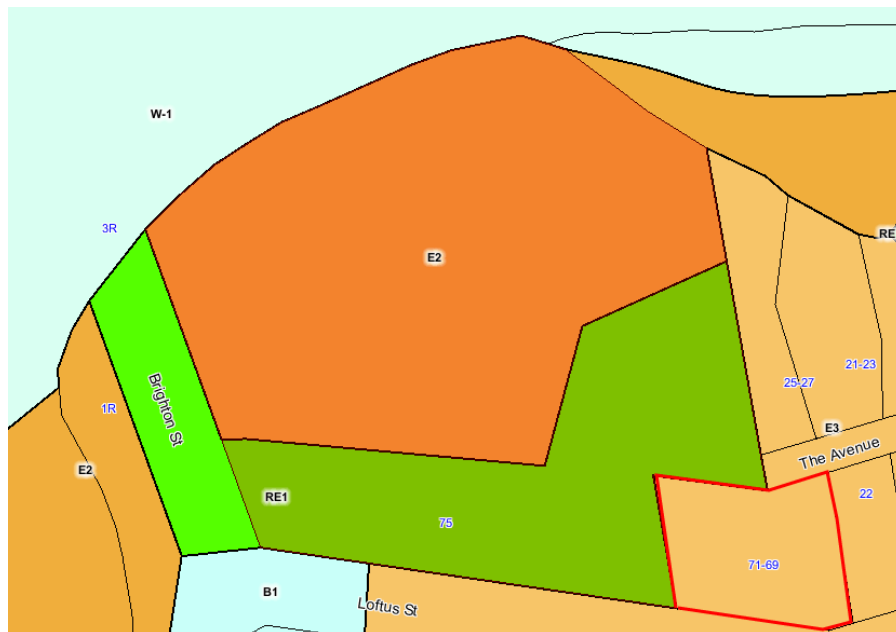 W-1
3R
RE
E2
21-23
25-27
1R
Brighton St
E3
The Avenue
E2
22
RE1
75
71-69
B1
Loftus St